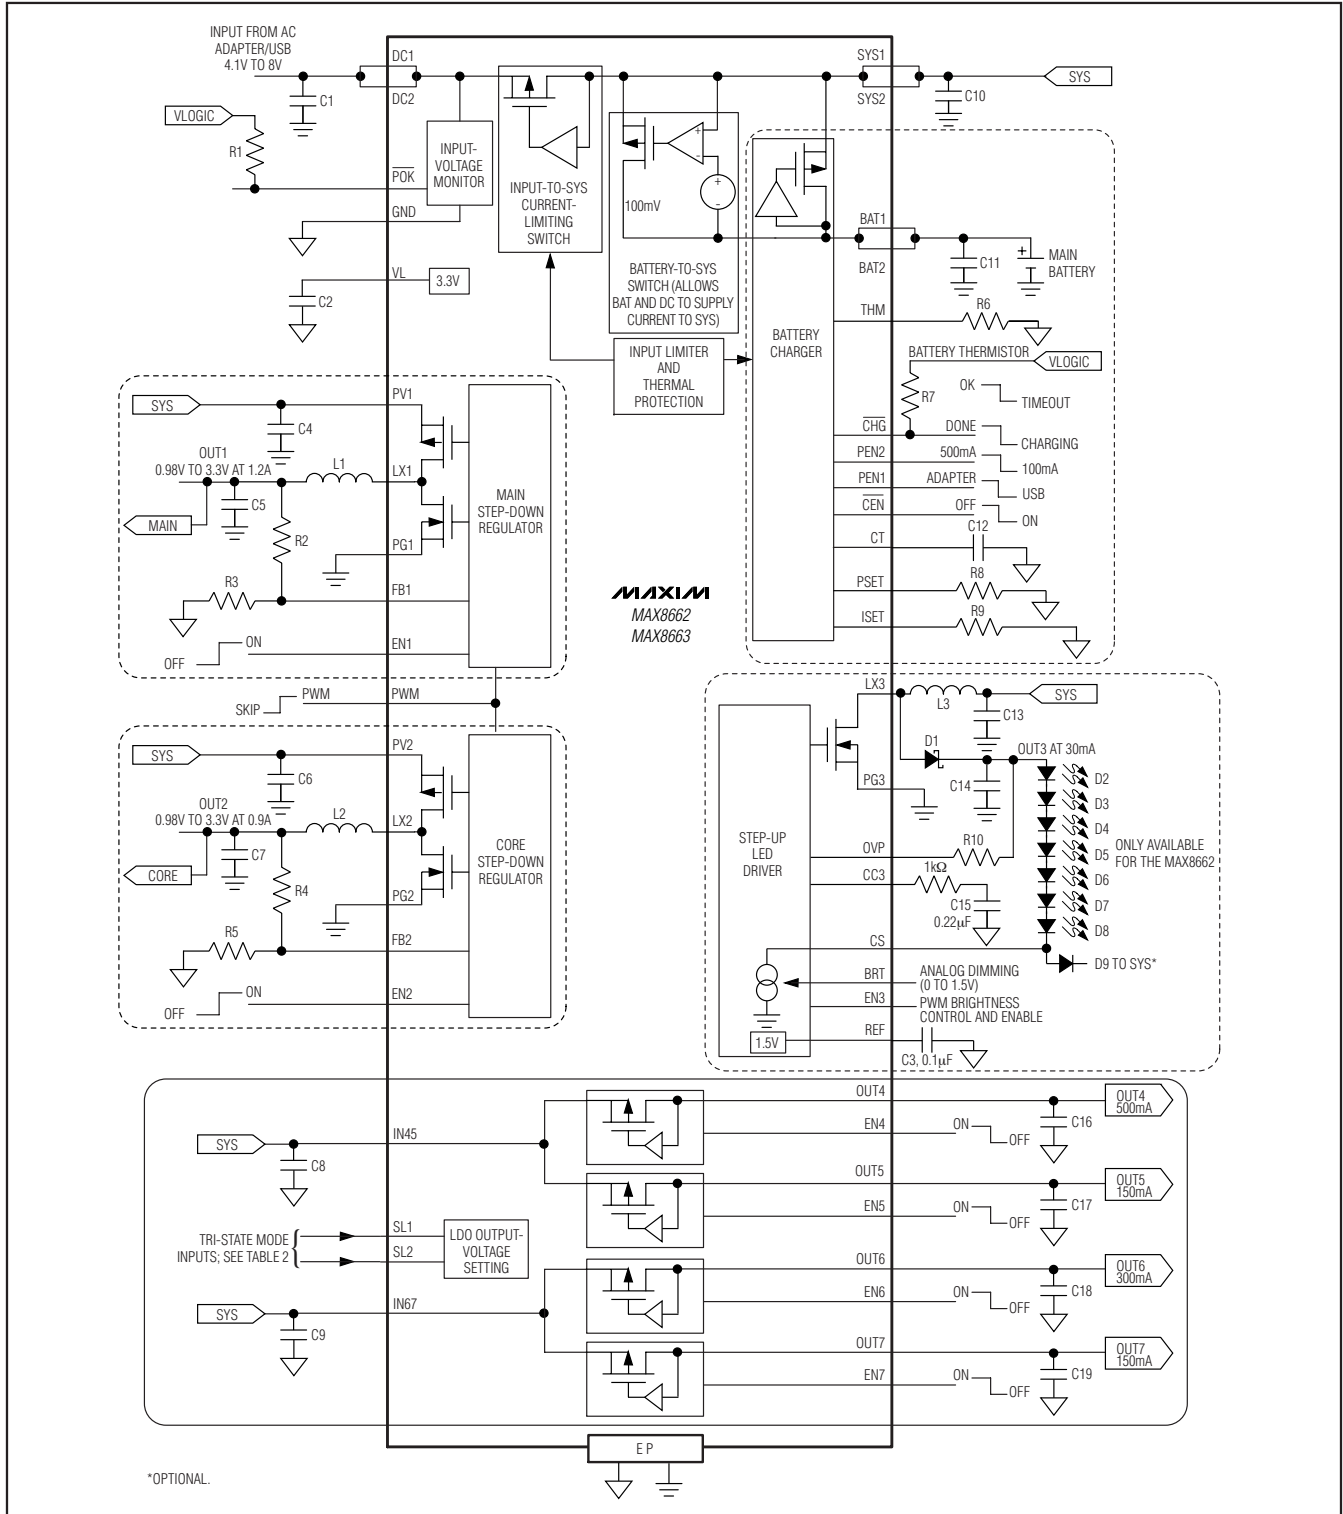 INPUT FROM AC
ADAPTER/USB
4.1V TO 8V
DC1
DC2
C1
VLOGIC
R1
POK
GND
INPUT-
VOLTAGE
MONITOR
INPUT-TO-SYS
CURRENT-
LIMITING
SWITCH
+
-
+
-
100mV
BATTERY-TO-SYS
SWITCH (ALLOWS
BAT AND DC TO SUPPLY
CURRENT TO SYS)
SYS1
SYS2
C10
SYS
BAT1
BAT2
C11
+
MAIN
BATTERY
VL
3.3V
C2
INPUT LIMITER
AND
THERMAL
PROTECTION
BATTERY
CHARGER
THM
R6
BATTERY THERMISTOR
VLOGIC
R7
OK
TIMEOUT
CHG
DONE
CHARGING
PEN2
500mA
100mA
PEN1
ADAPTER
USB
CEN
OFF
ON
CT
C12
PSET
R8
ISET
R9
SYS
C4
PV1
OUT1
0.98V TO 3.3V AT 1.2A
L1
LX1
C5
MAIN
R2
PG1
R3
FB1
OFF
ON
EN1
MAIN
STEP-DOWN
REGULATOR
MAXIM
MAX8662
MAX8663
SKIP
PWM
PWM
SYS
C6
PV2
OUT2
0.98V TO 3.3V AT 0.9A
L2
LX2
C7
CORE
R4
PG2
R5
FB2
OFF
ON
EN2
CORE
STEP-DOWN
REGULATOR
LX3
L3
SYS
C13
D1
OUT3 AT 30mA
PG3
C14
D2
D3
D4
D5
D6
D7
D8
ONLY AVAILABLE
FOR THE MAX8662
STEP-UP
LED
DRIVER
OVP
R10
CC3
1kΩ
C15
0.22µF
CS
D9 TO SYS*
BRT
ANALOG DIMMING
(0 TO 1.5V)
EN3
PWM BRIGHTNESS
CONTROL AND ENABLE
REF
1.5V
C3, 0.1µF
SYS
C8
IN45
OUT4
OUT4
500mA
C16
EN4
ON
OFF
OUT5
OUT5
150mA
C17
EN5
ON
OFF
TRI-STATE MODE
INPUTS; SEE TABLE 2
SL1
SL2
LDO OUTPUT-
VOLTAGE
SETTING
SYS
C9
IN67
OUT6
OUT6
300mA
C18
EN6
ON
OFF
OUT7
OUT7
150mA
C19
EN7
ON
OFF
EP
*OPTIONAL.